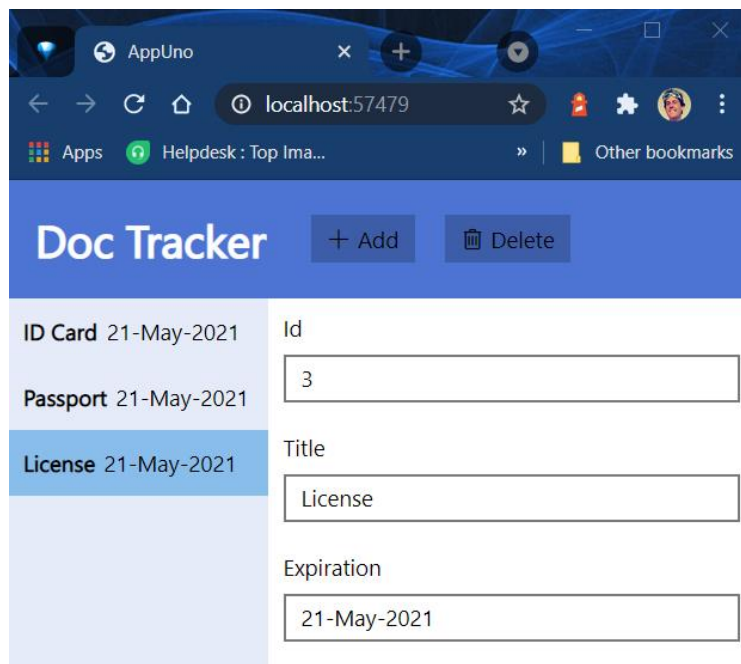 AppUno
localhost:57479
Apps Helpdesk : Top Ima... » Other bookmarks
Doc Tracker + Add Delete
ID Card 21-May-2021
Passport 21-May-2021
License 21-May-2021
Id
3
Title
License
Expiration
21-May-2021